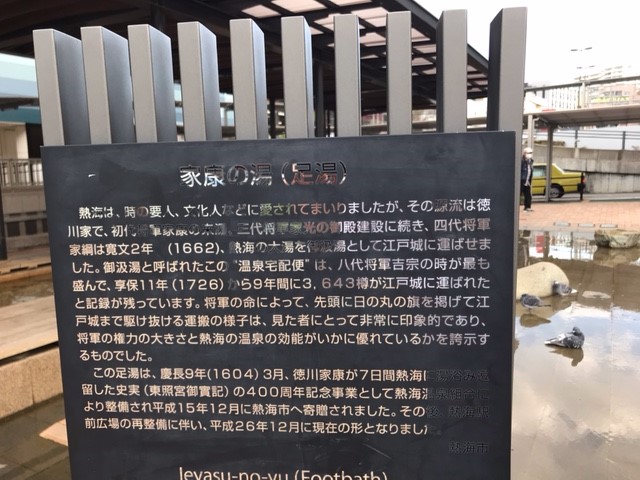 家康の湯(足湯)
熱海は、時の要人、文化人などに愛されてまいりましたが、その源流は徳
川家で、初代将軍家康の来湯、三代将軍家光の御殿建設に続き、四代将軍
家綱は寛文2年 (1662)、熱海の大湯を御汲湯として江戸城に運ばせま
した。御汲湯と呼ばれたこの“温泉宅配便”は、八代将軍吉宗の時が最も
盛んで、享保11年(1726)から9年間に3,643樽が江戸城に運ばれた
と記録が残っています。将軍の命によって、先頭に日の丸の旗を掲げて江
戸城まで駆け抜ける運搬の様子は、見た者にとって非常に印象的であり、
将軍の権力の大きさと熱海の温泉の効能がいかに優れているかを誇示す
るものでした。
この足湯は、慶長9年(1604)3月、徳川家康が7日間熱海に湯治み逗
留した史実(東照宮御實記)の400周年記念事業として熱海温泉組合に
より整備され平成15年12月に熱海市へ寄贈されました。その後、熱海駅
前広場の再整備に伴い、平成26年12月に現在の形となりました
熱海市
Ieyasu-no-yu (Footbath)